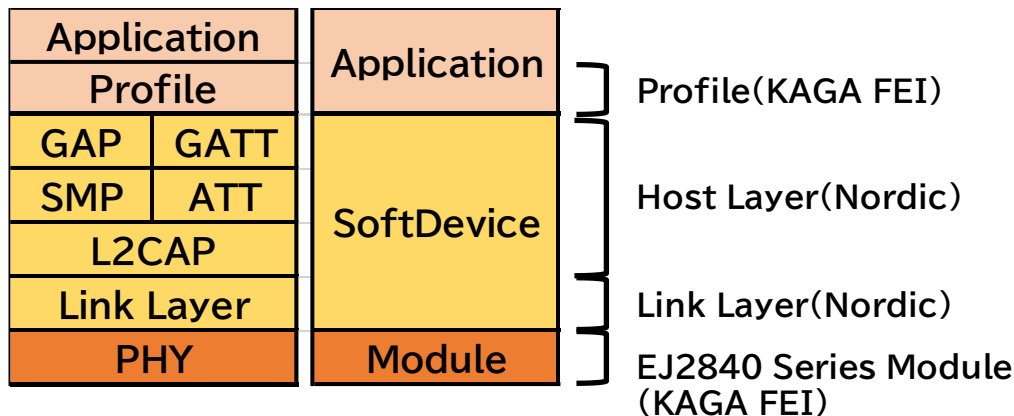 Application
Profile
GAP GATT
SMP ATT
L2CAP
Link Layer
PHY
Application
SoftDevice
Module
Profile(KAGA FEI)
Host Layer(Nordic)
Link Layer(Nordic)
EJ2840 Series Module
(KAGA FEI)